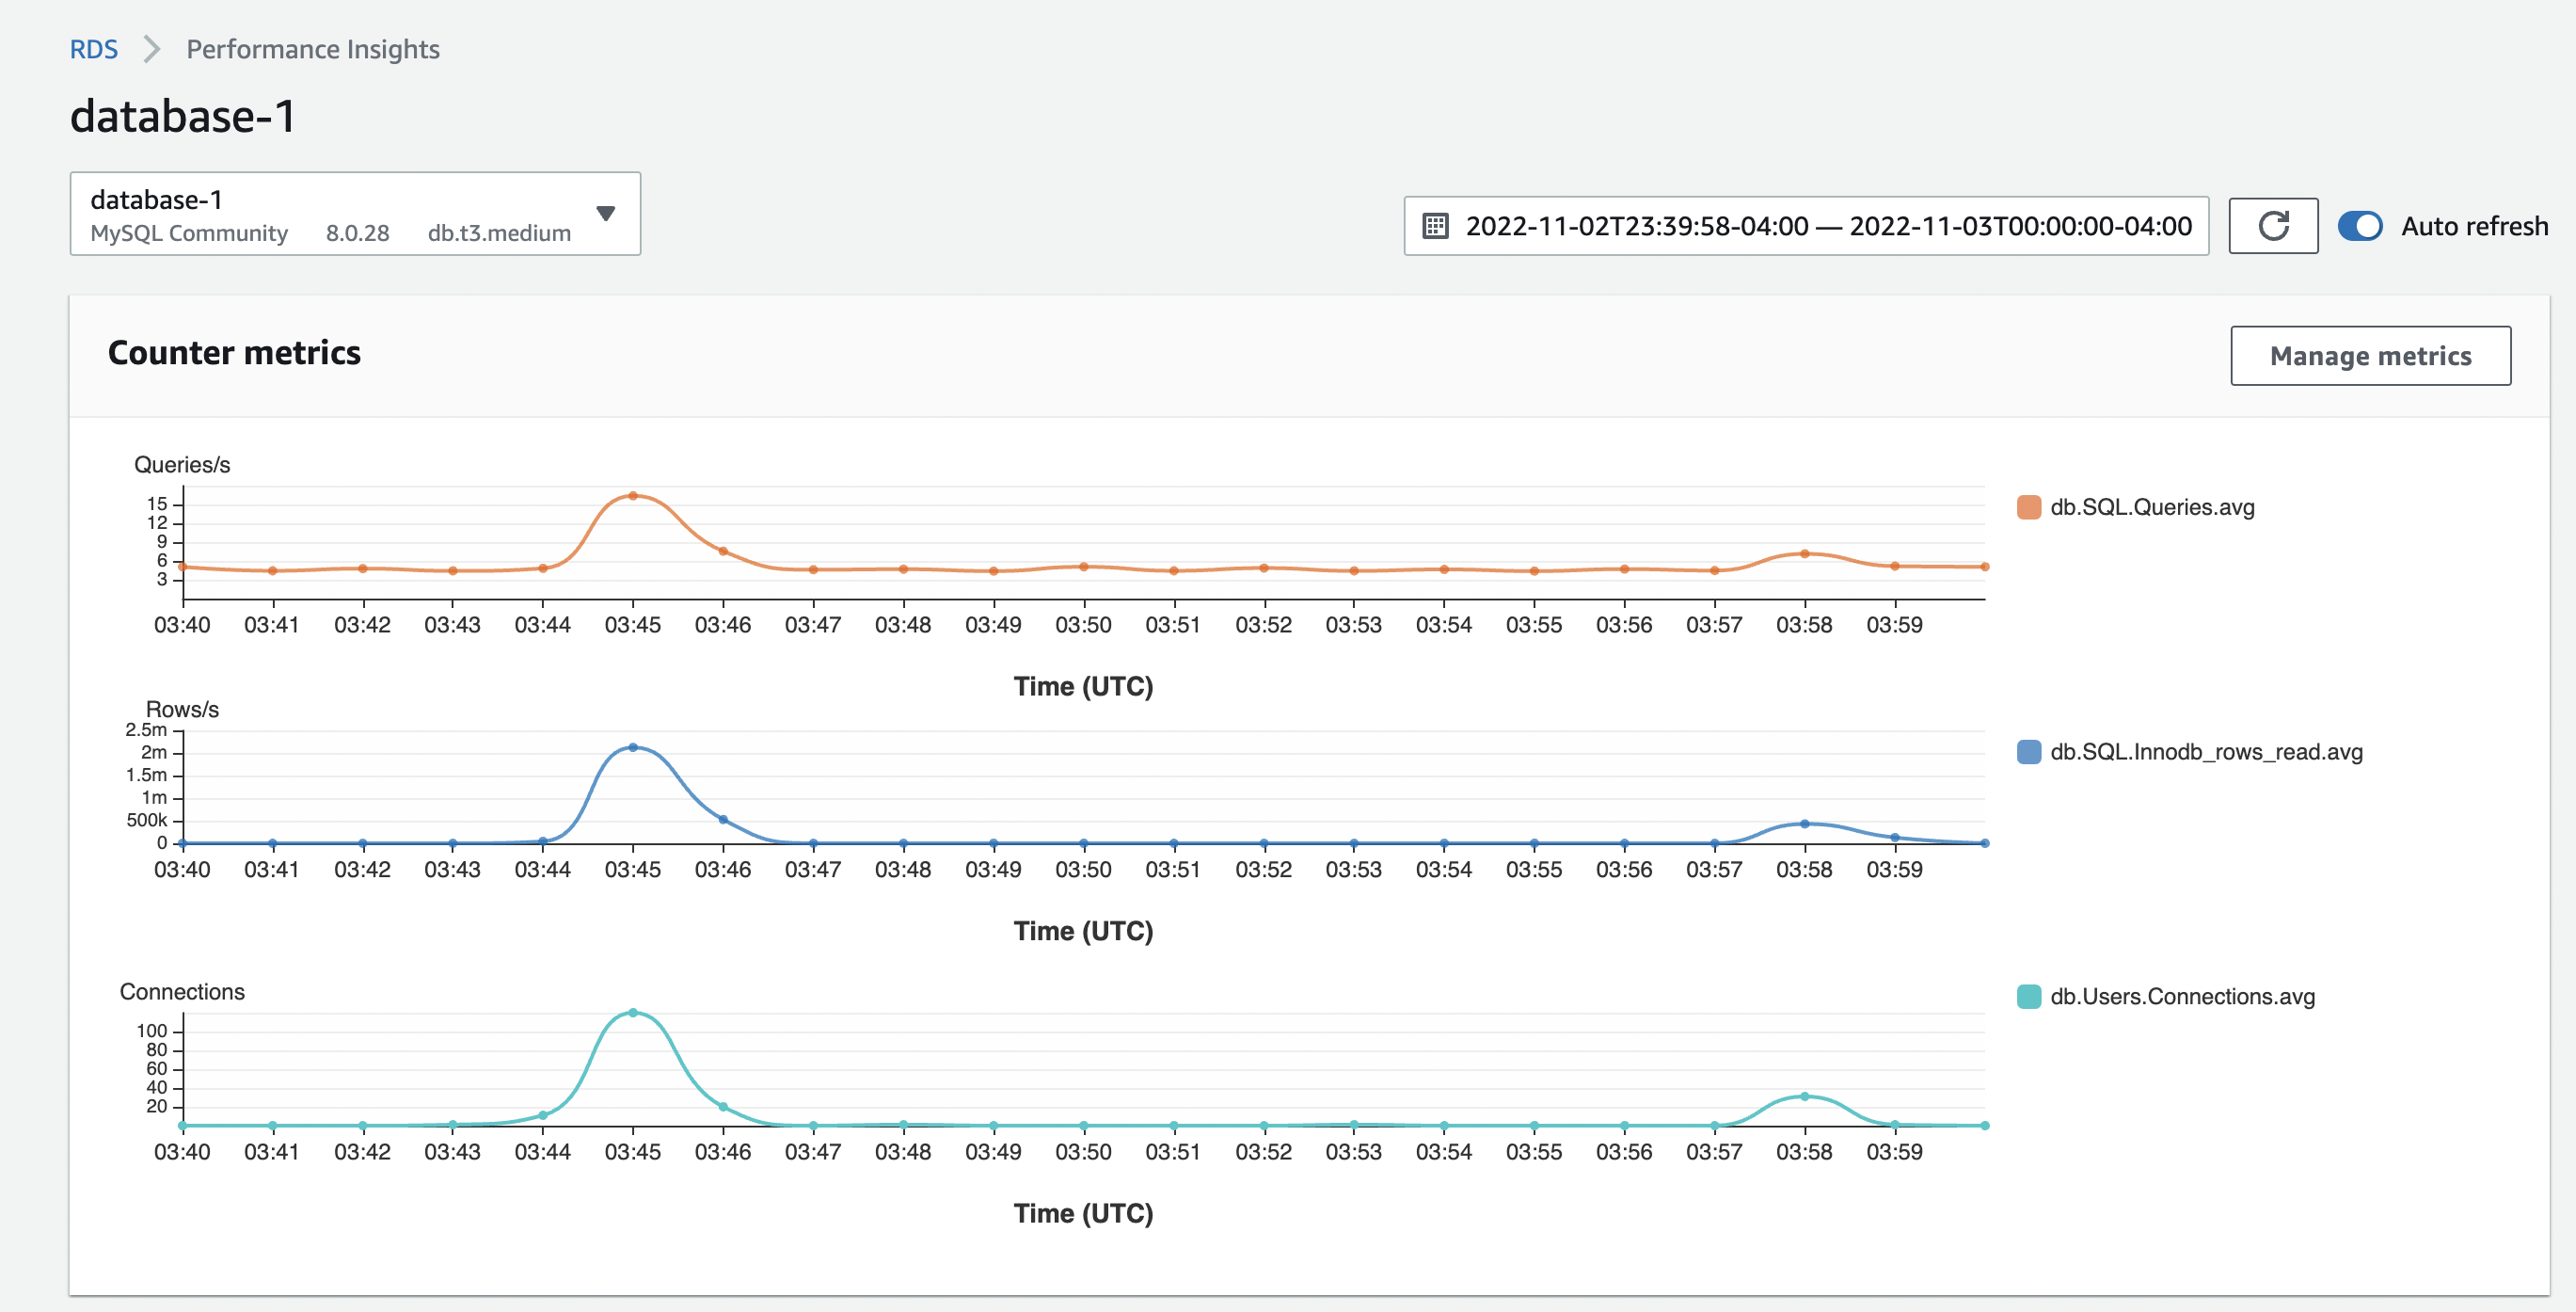 RDS > Performance Insights
database-1
database-1
MySQL Community 8.0.28 db.t3.medium
2022-11-02T23:39:58-04:00 — 2022-11-03T00:00:00-04:00
Auto refresh
Counter metrics
Manage metrics
Queries/s
15
12
9
6
3
03:40 03:41 03:42 03:43 03:44 03:45 03:46 03:47 03:48 03:49 03:50 03:51 03:52 03:53 03:54 03:55 03:56 03:57 03:58 03:59
Time (UTC)
db.SQL.Queries.avg
Rows/s
2.5m
2m
1.5m
1m
500k
0
03:40 03:41 03:42 03:43 03:44 03:45 03:46 03:47 03:48 03:49 03:50 03:51 03:52 03:53 03:54 03:55 03:56 03:57 03:58 03:59
Time (UTC)
db.SQL.Innodb_rows_read.avg
Connections
100
80
60
40
20
03:40 03:41 03:42 03:43 03:44 03:45 03:46 03:47 03:48 03:49 03:50 03:51 03:52 03:53 03:54 03:55 03:56 03:57 03:58 03:59
Time (UTC)
db.Users.Connections.avg